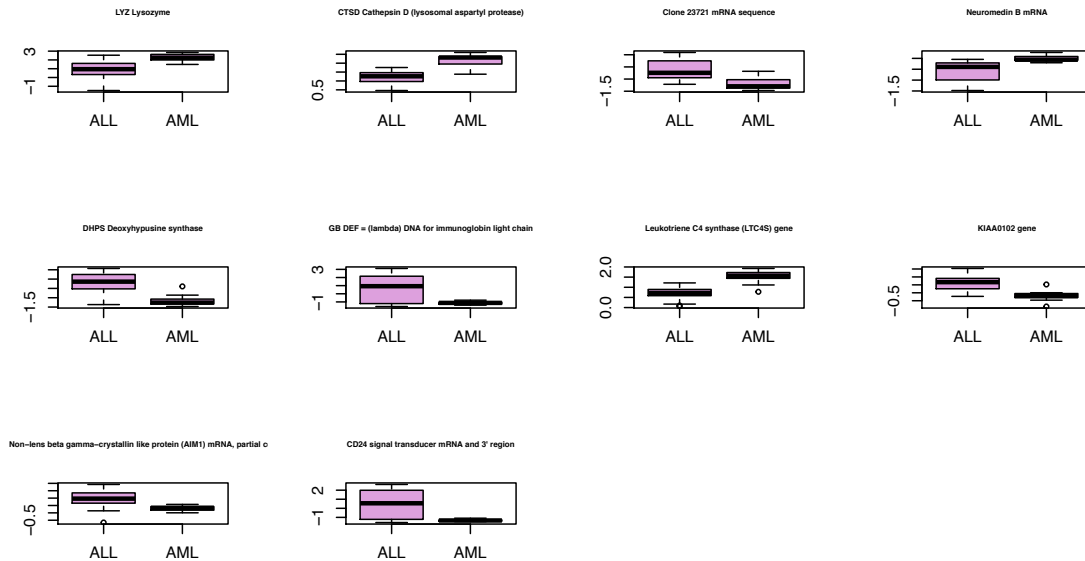 LYZ Lysozyme
3
−1
ALL AML
CTSD Cathepsin D (lysosomal aspartyl protease)
0.5
ALL AML
Clone 23721 mRNA sequence
−1.5
ALL AML
Neuromedin B mRNA
−1.5
ALL AML
DHPS Deoxyhypusine synthase
−1.5
ALL AML
GB DEF = (lambda) DNA for immunoglobin light chain
3
−1
ALL AML
Leukotriene C4 synthase (LTC4S) gene
2.0
0.0
ALL AML
KIAA0102 gene
−0.5
ALL AML
Non−lens beta gamma−crystallin like protein (AIM1) mRNA, partial c
−0.5
ALL AML
CD24 signal transducer mRNA and 3' region
2
−1
ALL AML